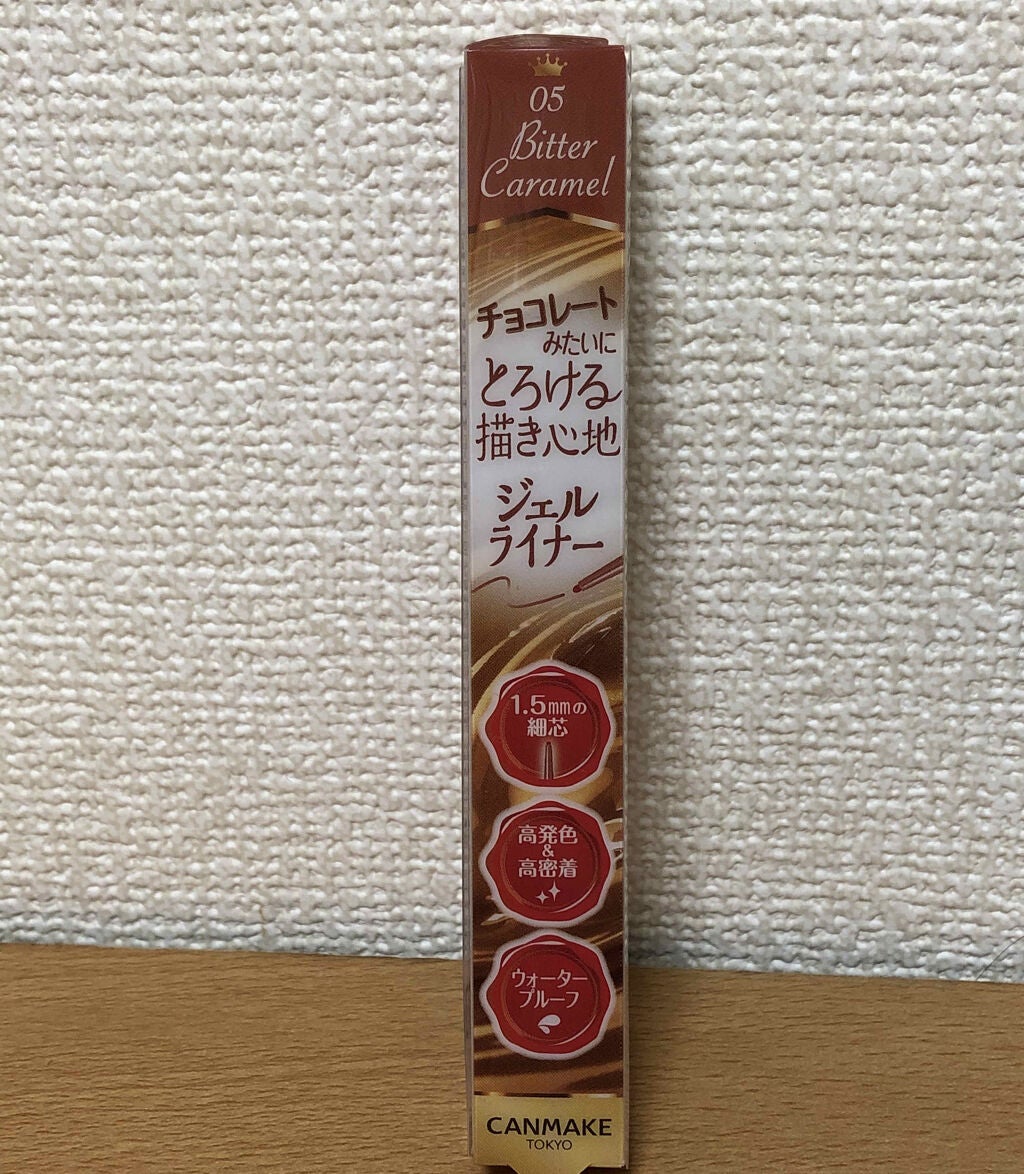 05
Bitter
Caramel
チョコレート
みたいに
とろける
描き心地
ジェル
ライナー
1.5mmの
細芯
高発色
&
高密着
ウォーター
プルーフ
CANMAKE
TOKYO